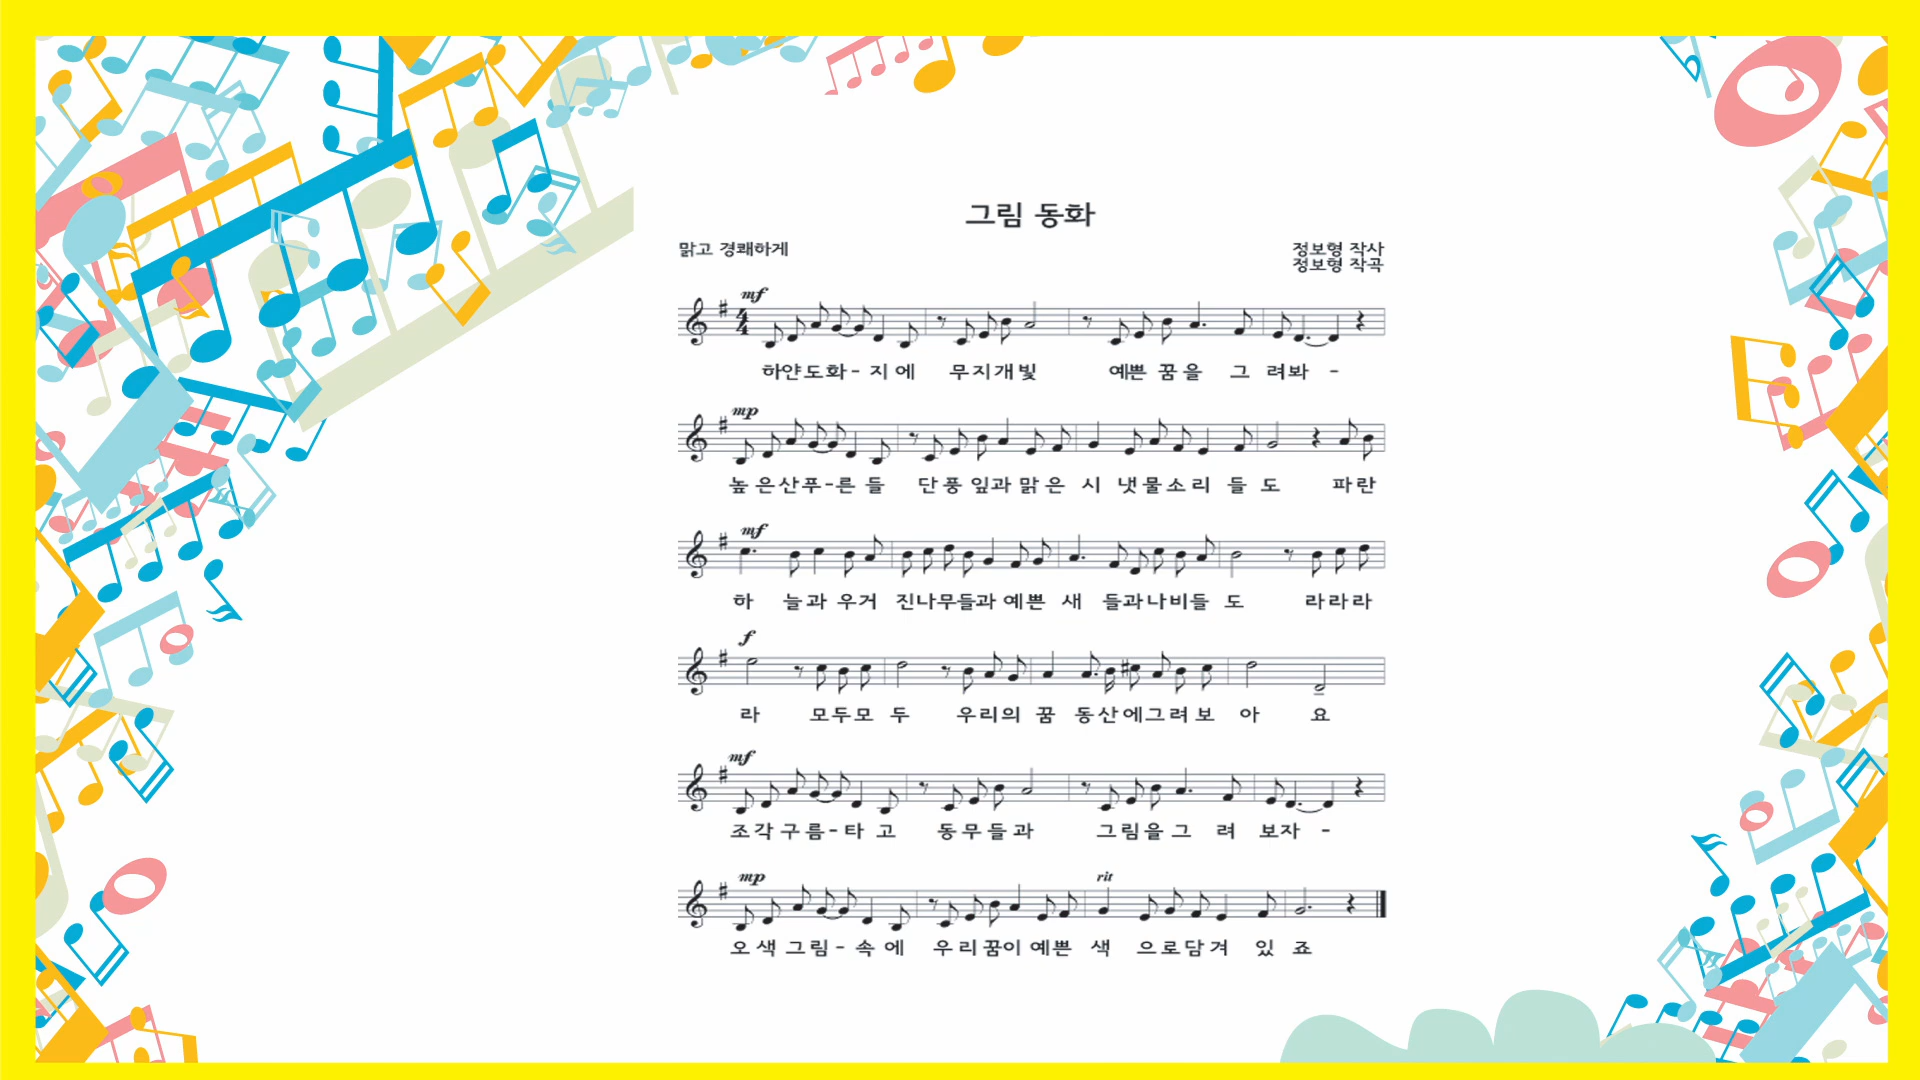 그림 동화
맑고 경쾌하게
정보형 작사
정보형 작곡
mf
하얀도화- 지에 무지개빛 예쁜 꿈을 그 려봐 -
mp
높은산푸-른 들 단풍 잎과 맑은 시 냇물소리 들 도 파란
mf
하 늘과 우거 진나무들과 예쁜 새 들과나비들 도 라라라
f
라 모두모 두 우리의 꿈 동산에그려보 아 요
mf
조각구름-타 고 동무들과 그림을그 려 보자 -
mp
rit
오색그림- 속에 우리꿈이 예쁜 색 으로담겨 있 죠